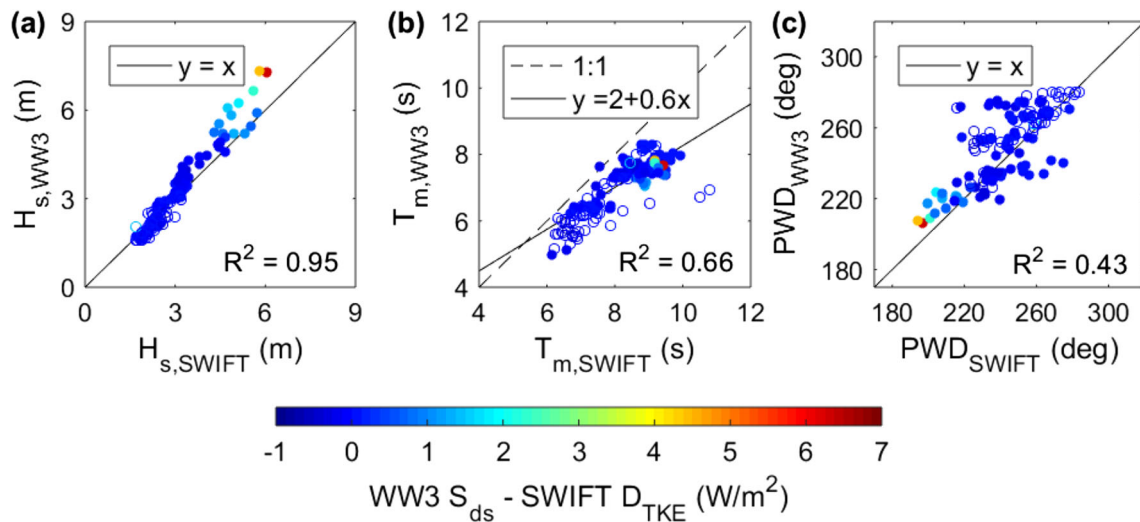 (a)
9
6
3
0
H_s,WW3 (m)
y = x
R² = 0.95
0 3 6 9
H_s,SWIFT (m)
(b)
12
10
8
6
4
T_m,WW3 (s)
1:1
y =2+0.6x
R² = 0.66
4 6 8 10 12
T_m,SWIFT (s)
(c)
300
260
220
170
PWD_WW3 (deg)
y = x
R² = 0.43
180 220 260 300
PWD_SWIFT (deg)
-1 0 1 2 3 4 5 6 7
WW3 S_ds - SWIFT D_TKE (W/m²)